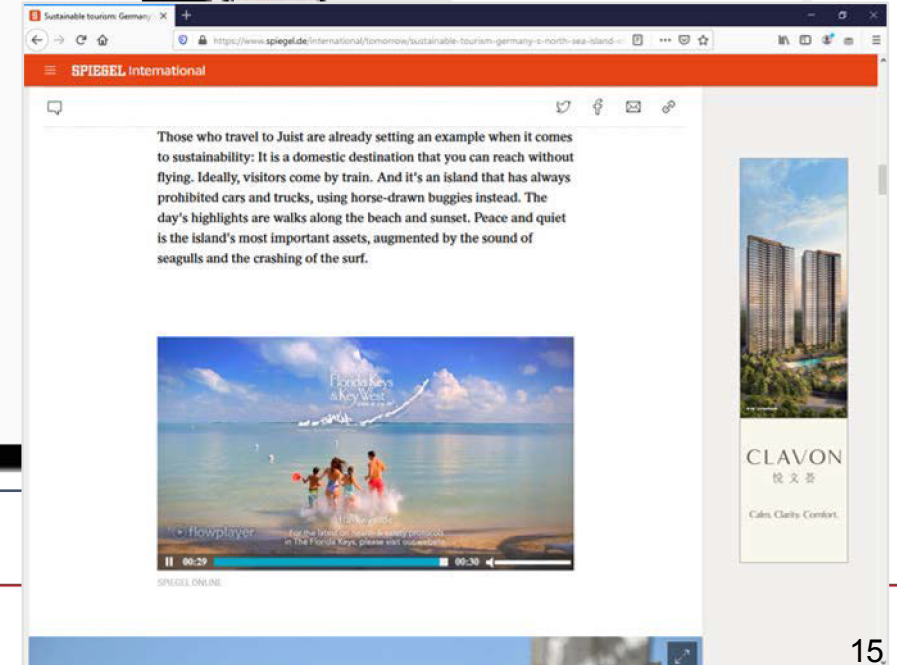 Sustainable tourism: Germany
https://www.spiegel.de/international/tomorrow/sustainable-tourism-germany-s-north-sea-island-
SPIEGEL International
Those who travel to Juist are already setting an example when it comes
to sustainability: It is a domestic destination that you can reach without
flying. Ideally, visitors come by train. And it's an island that has always
prohibited cars and trucks, using horse-drawn buggies instead. The
day's highlights are walks along the beach and sunset. Peace and quiet
is the island's most important assets, augmented by the sound of
seagulls and the crashing of the surf.
Florida Keys
& Key West
flowplayer
For the latest on health & safety protocols
in The Florida Keys, please visit our website.
00:29
00:30
SPIEGEL ONLINE
CLAVON
悦文荟
Calm. Clarity. Comfort.
15